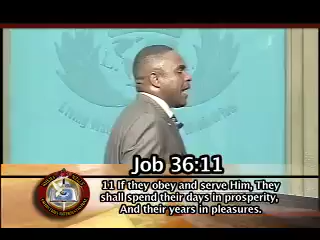 Job 36:11
11 If they obey and serve Him, They
shall spend their days in prosperity,
And their years in pleasures.